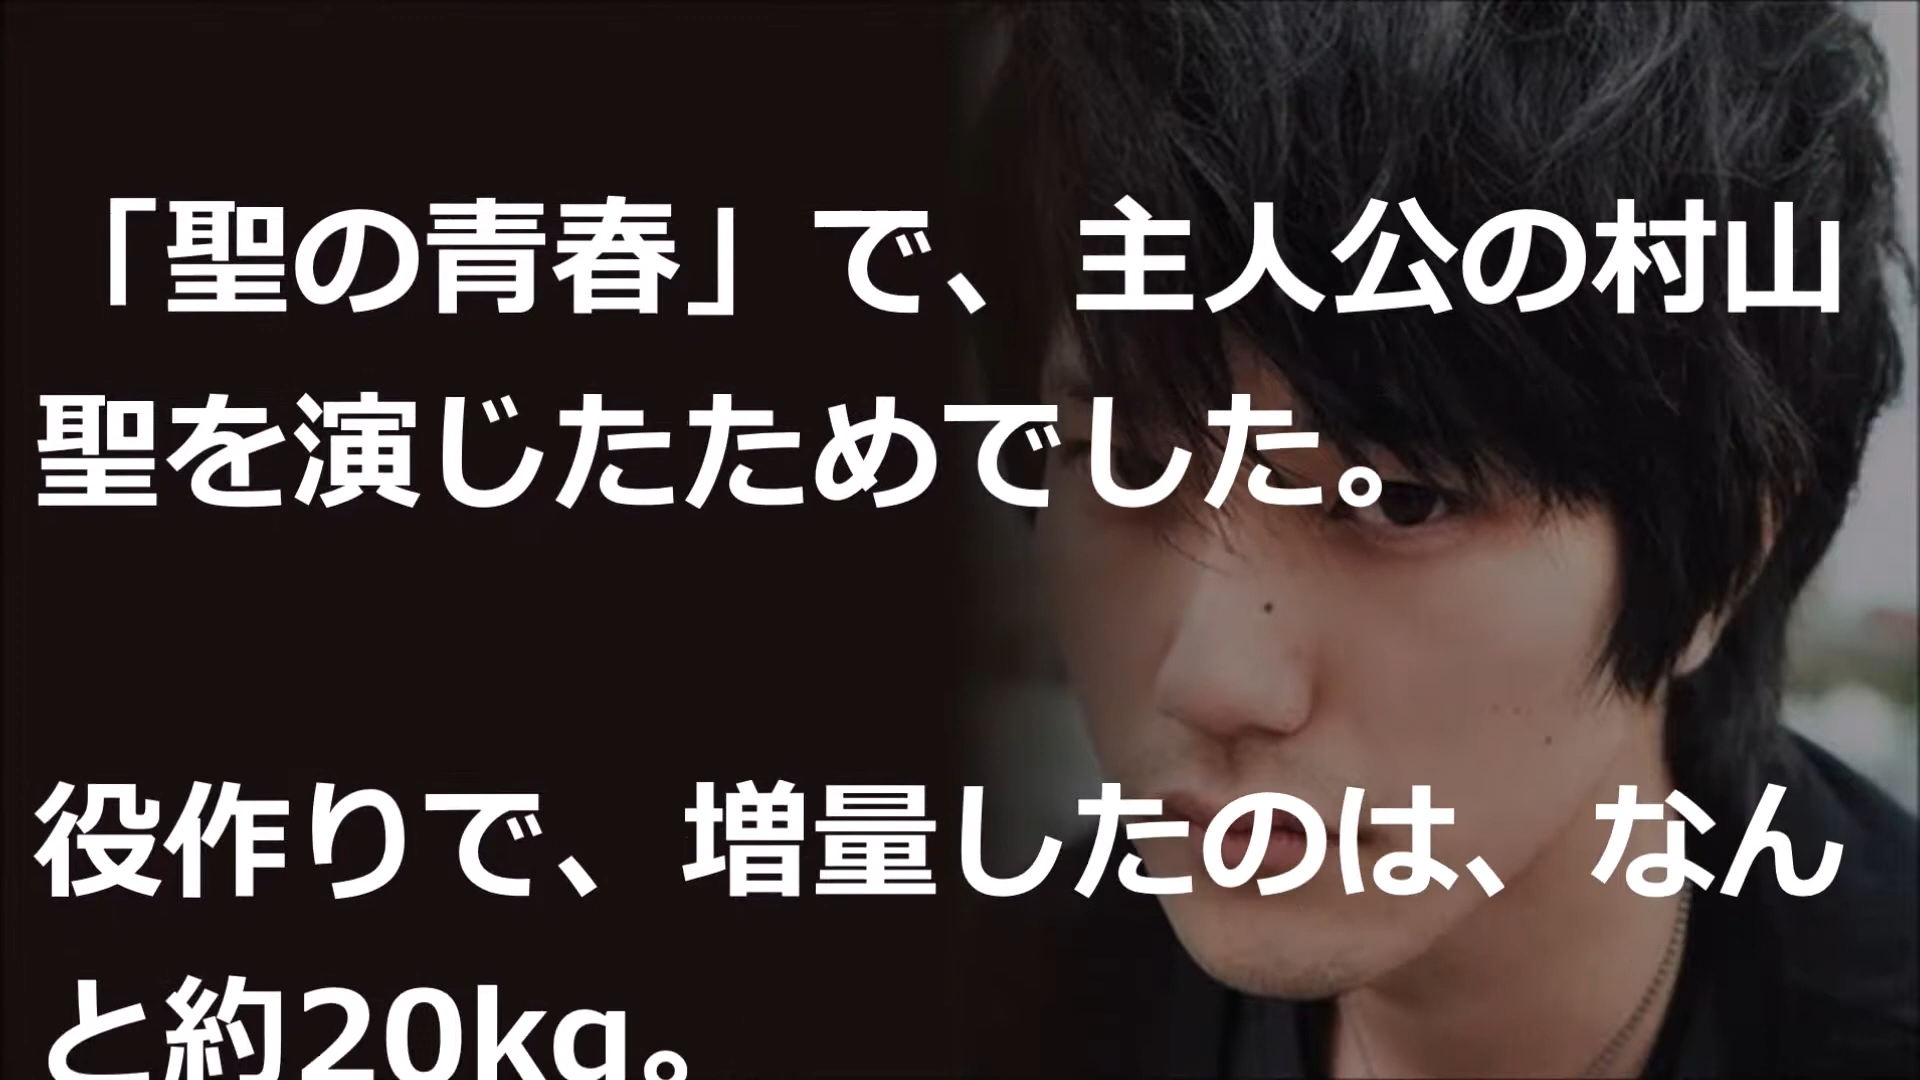 「聖の青春」で、主人公の村山
聖を演じたためでした。
役作りで、増量したのは、なん
と約20kg。